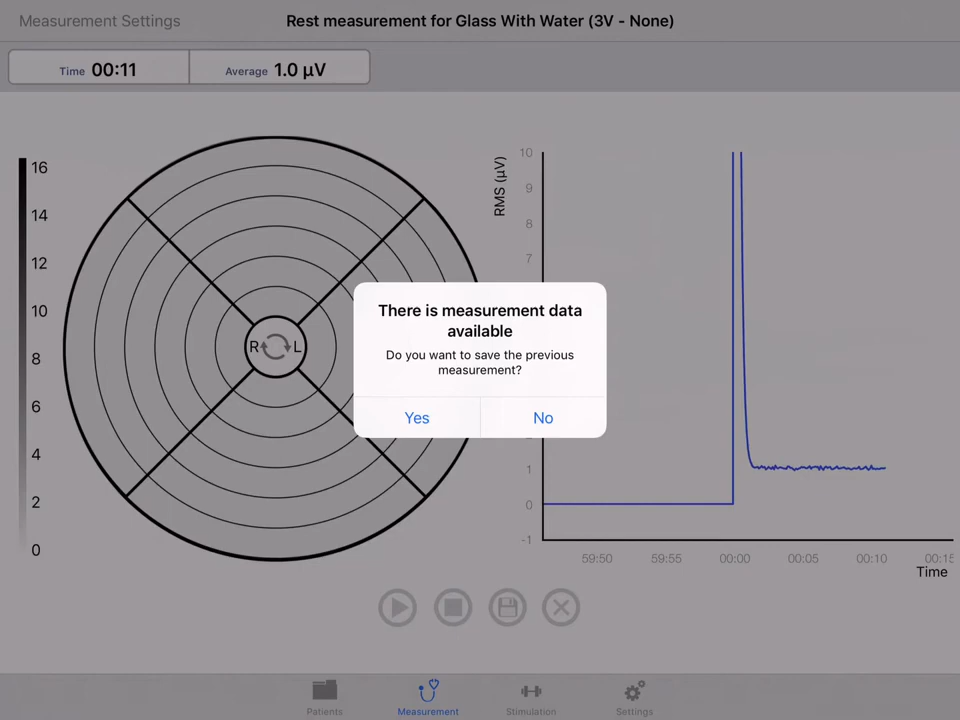 Measurement Settings
Rest measurement for Glass With Water (3V - None)
Time 00:11
Average 1.0 µV
16
14
12
10
8
6
4
2
0
R
L
RMS (µV)
10
9
8
7
1
0
-1
59:50
59:55
00:00
00:05
00:10
00:15
Time
There is measurement data
available
Do you want to save the previous
measurement?
Yes
No
Patients
Measurement
Stimulation
Settings